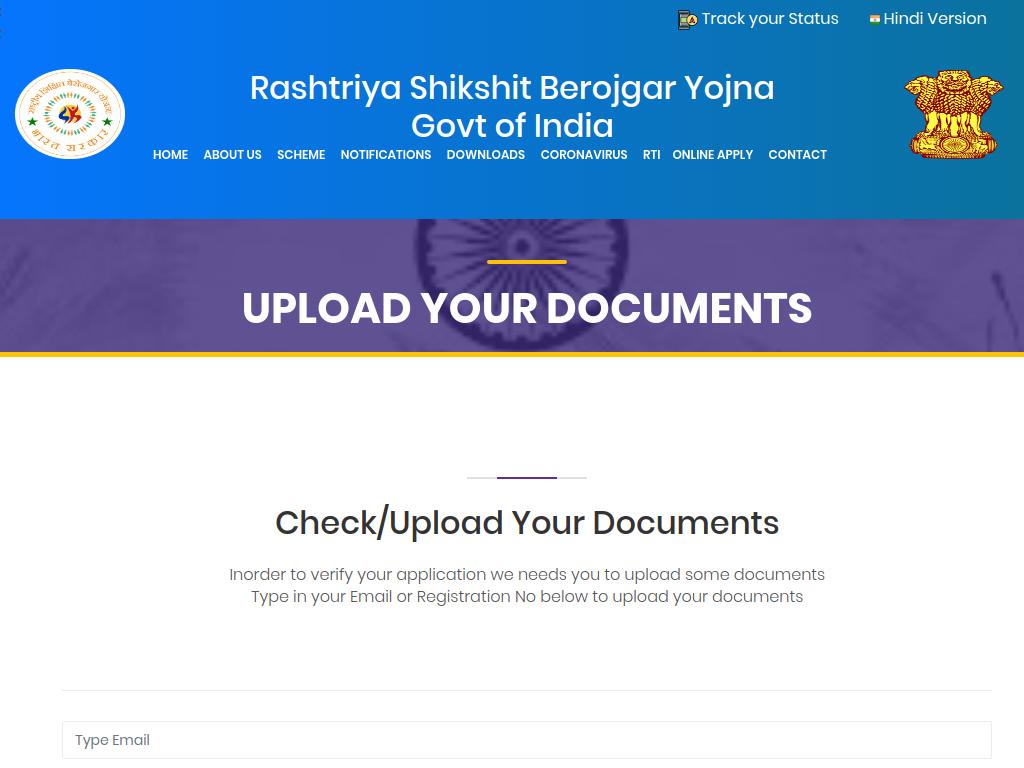 Track your Status
Hindi Version
राष्ट्रीय शिक्षित बेरोजगार योजना
भारत सरकार
Rashtriya Shikshit Berojgar Yojna
Govt of India
HOME ABOUT US SCHEME NOTIFICATIONS DOWNLOADS CORONAVIRUS RTI ONLINE APPLY CONTACT
UPLOAD YOUR DOCUMENTS
Check/Upload Your Documents
Inorder to verify your application we needs you to upload some documents
Type in your Email or Registration No below to upload your documents
Type Email